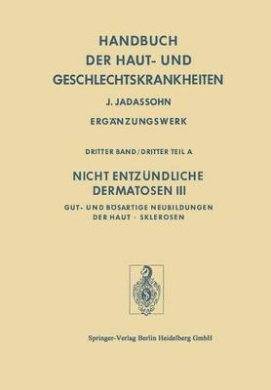 HANDBUCH
DER HAUT- UND
GESCHLECHTSKRANKHEITEN
J. JADASSOHN
ERGÄNZUNGSWERK
DRITTER BAND/DRITTER TEIL A
NICHT ENTZÜNDLICHE
DERMATOSEN III
GUT- UND BÖSARTIGE NEUBILDUNGEN
DER HAUT · SKLEROSEN
Springer-Verlag Berlin Heidelberg GmbH